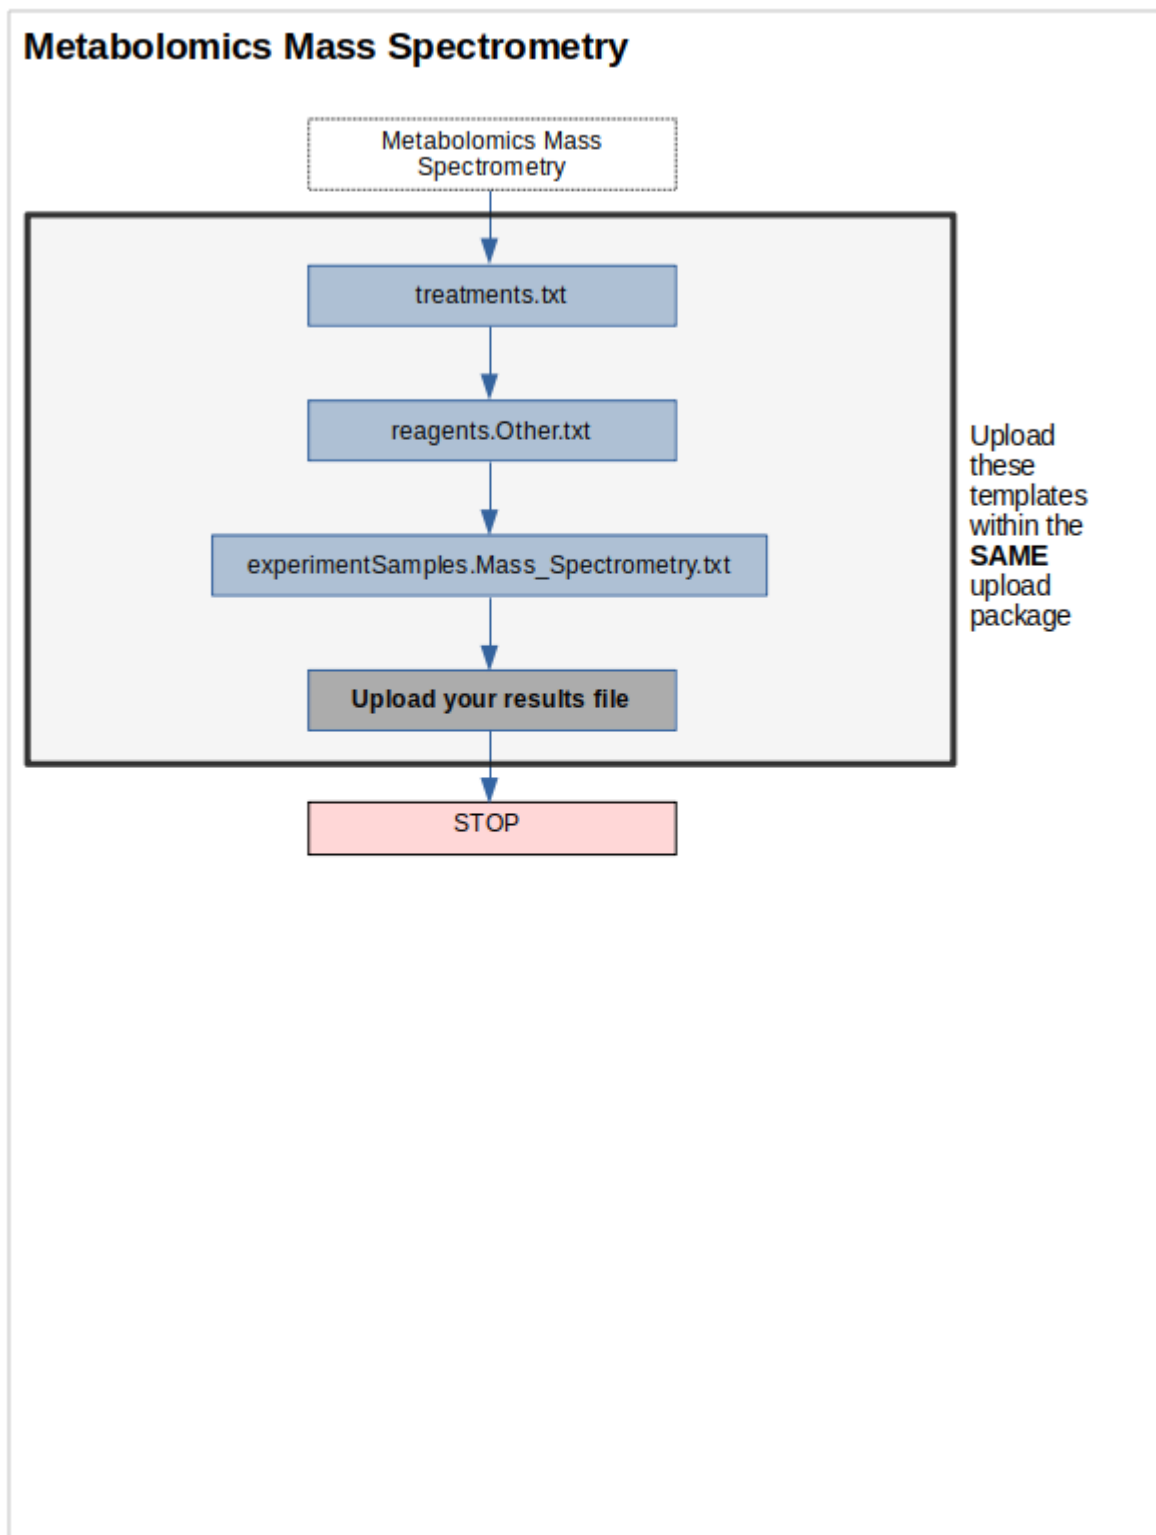 Metabolomics Mass Spectrometry
Metabolomics Mass
Spectrometry
treatments.txt
reagents.Other.txt
experimentSamples.Mass_Spectrometry.txt
Upload your results file
STOP
Upload
these
templates
within the
SAME
upload
package